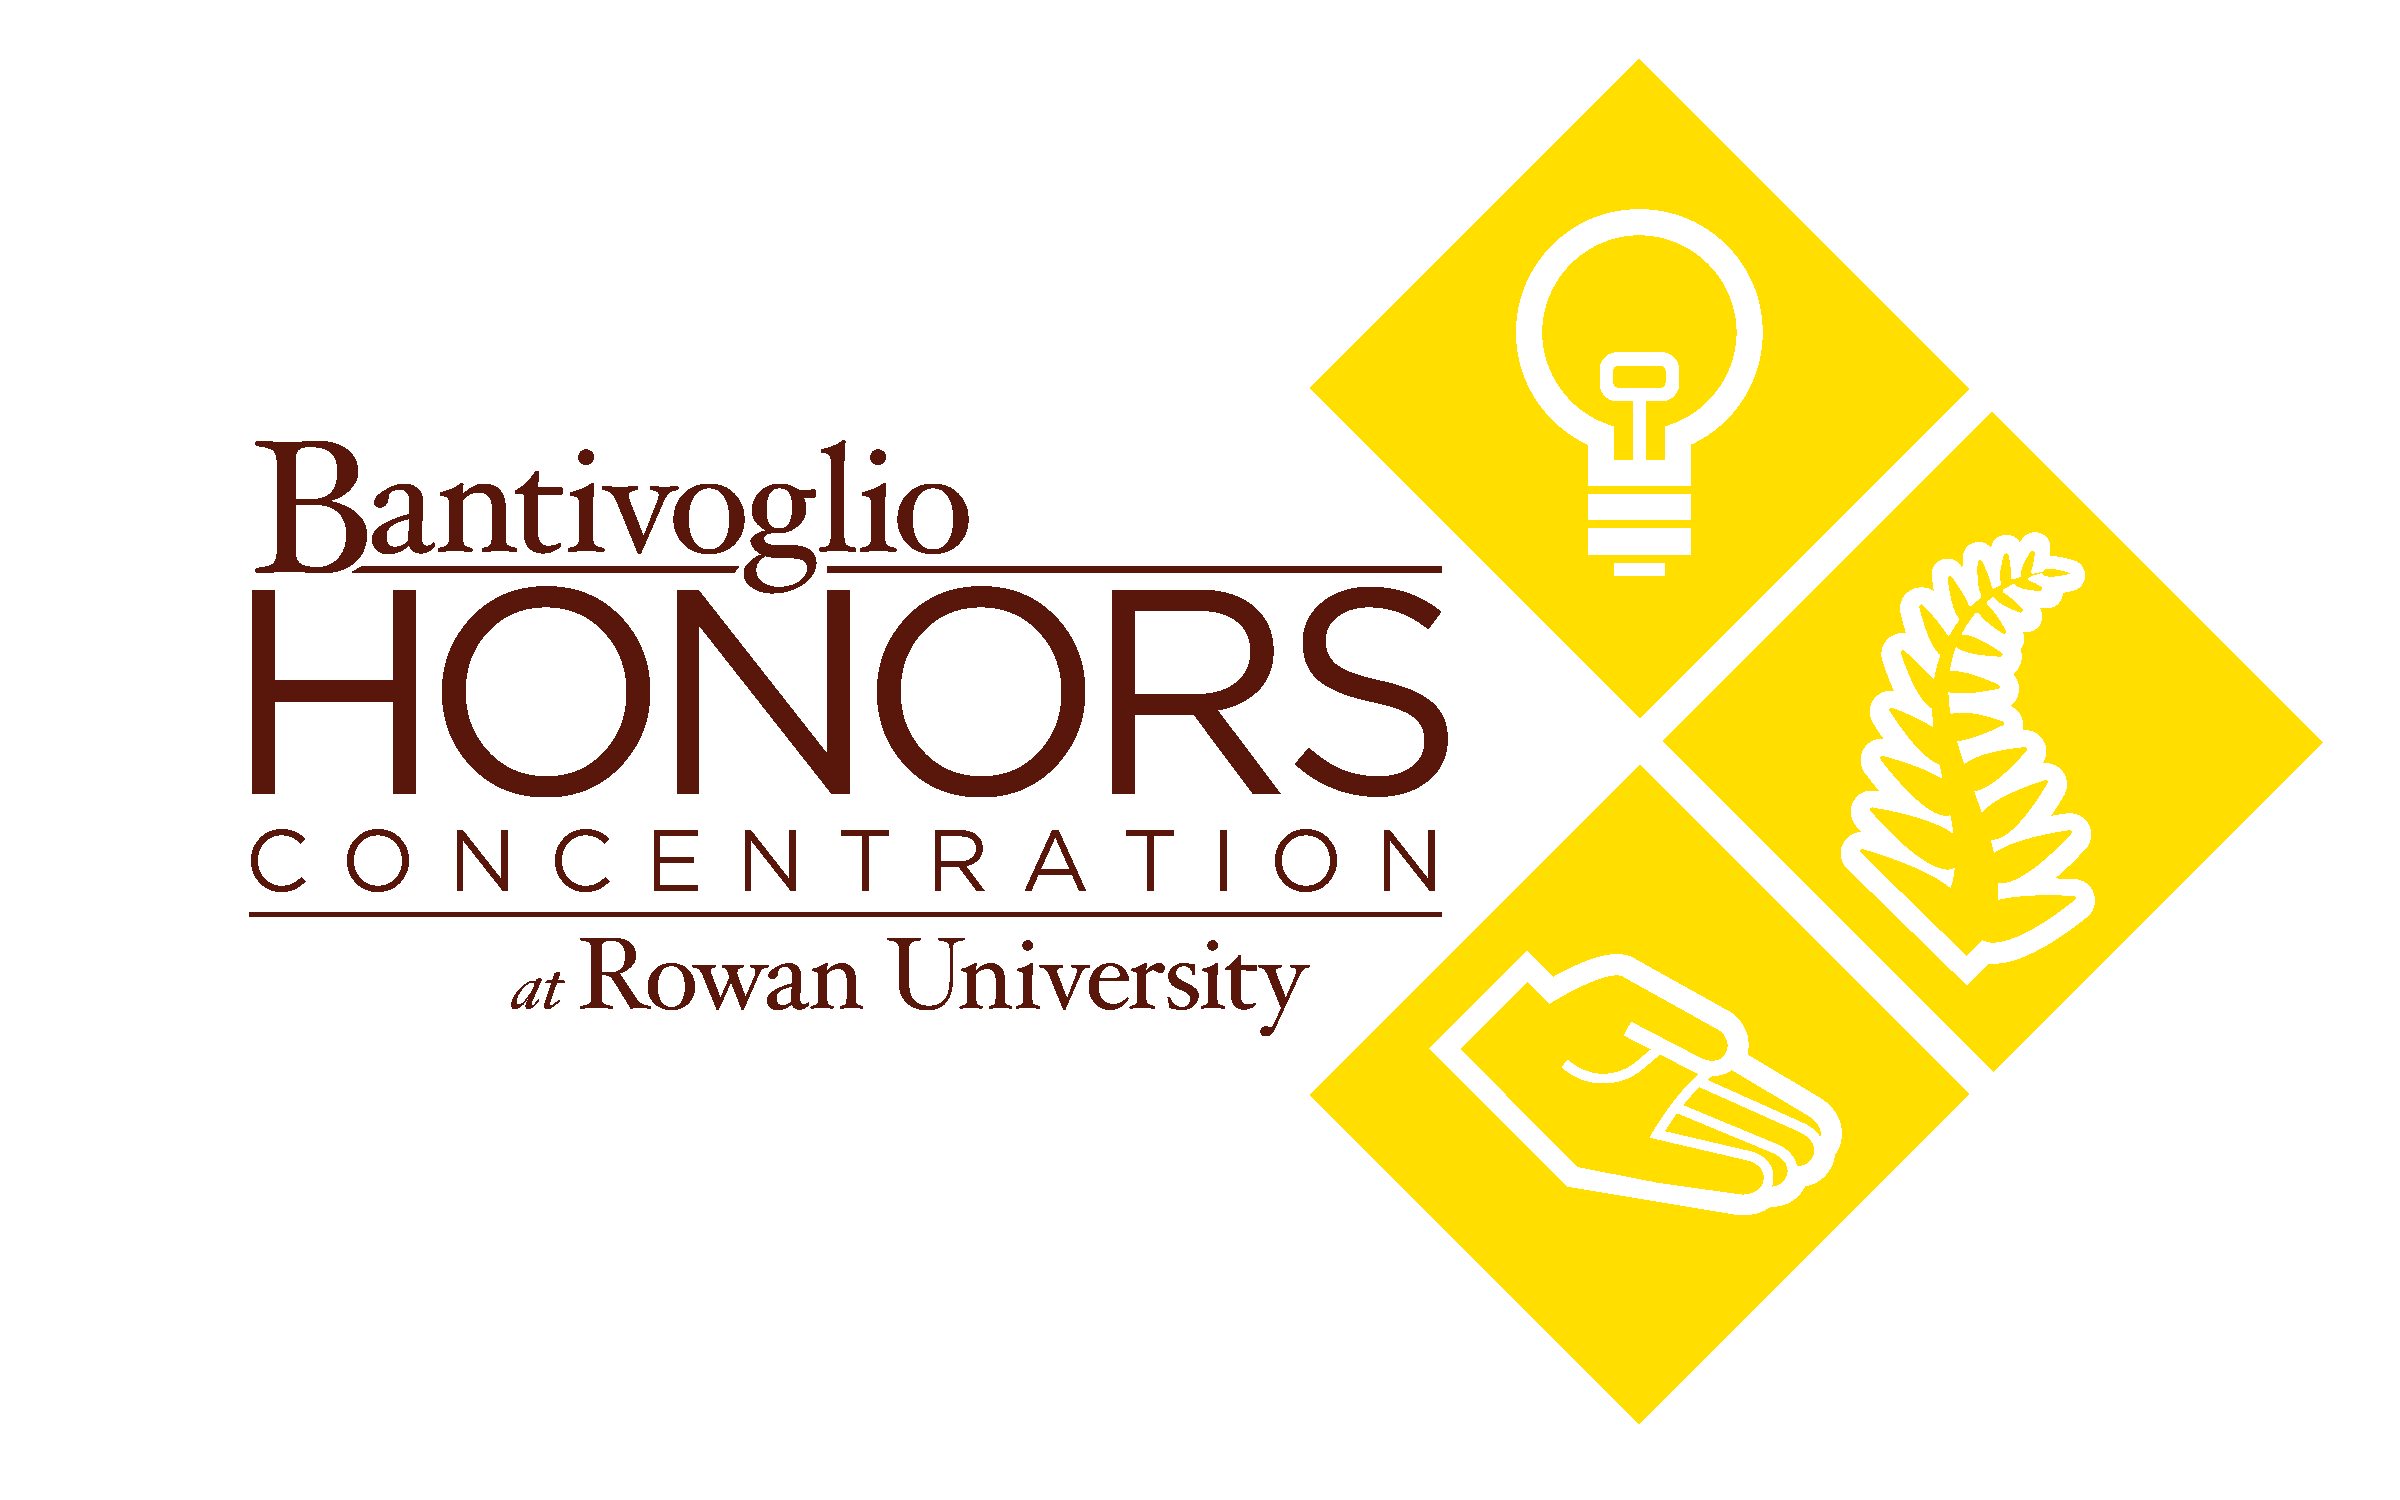 Bantivoglio
HONORS
CONCENTRATION
at Rowan University